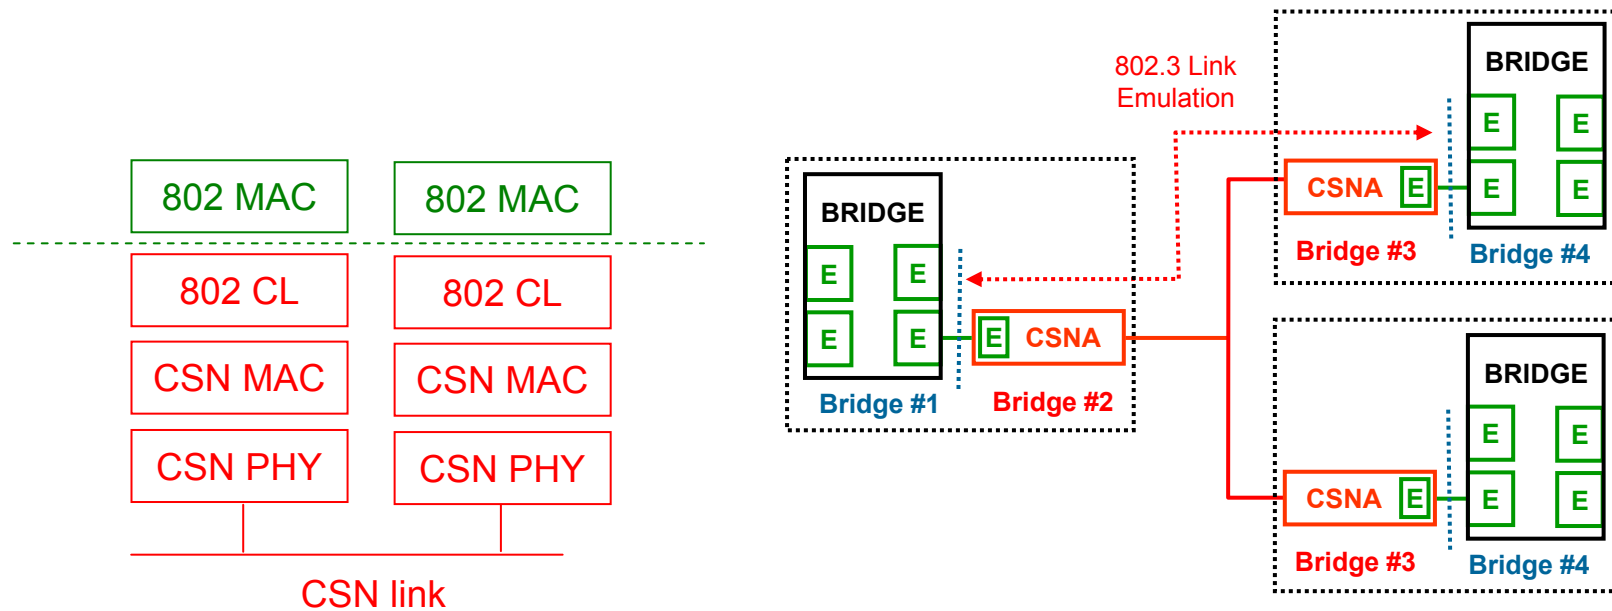 802 MAC
802 MAC
802 CL
802 CL
CSN MAC
CSN MAC
CSN PHY
CSN PHY
CSN link
802.3 Link
Emulation
BRIDGE
E
E
E
E
E
CSNA
Bridge #1
Bridge #2
BRIDGE
E
E
CSNA
E
E
E
Bridge #3
Bridge #4
BRIDGE
E
E
CSNA
E
E
E
Bridge #3
Bridge #4